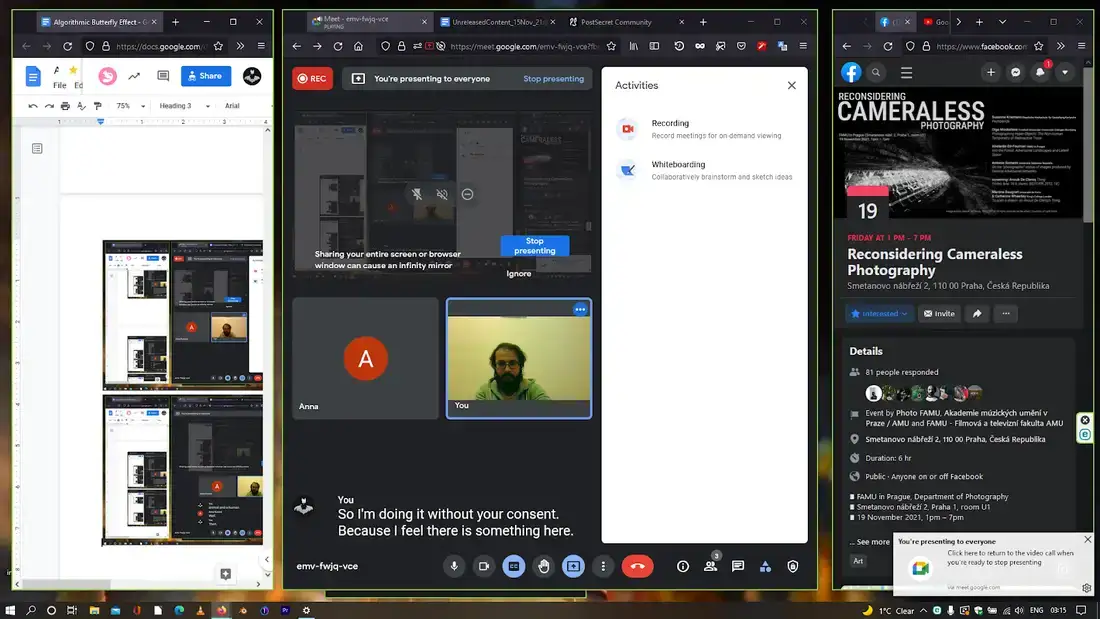 Algorithmic Butterfly Effect - G
https://docs.google.com/
File
Share
75%
Heading 3
Arial
Meet - emv-fwjq-vce
PLAYING
UnreleasedContent_15Nov_21@
PostSecret Community
https://meet.google.com/emv-fwjq-vce?
REC
You're presenting to everyone
Stop presenting
Sharing your entire screen or browser
window can cause an infinity mirror
Stop
presenting
Ignore
A
Anna
You
You
So I'm doing it without your consent.
Because I feel there is something here.
emv-fwjq-vce
3
Activities
Recording
Record meetings for on-demand viewing
Whiteboarding
Collaboratively brainstorm and sketch ideas
Goo
https://www.facebook.com
1
RECONSIDERING
CAMERALESS
PHOTOGRAPHY
19
FRIDAY AT 1 PM – 7 PM
Reconsidering Cameraless
Photography
Smetanovo nábřeží 2, 110 00 Praha, Česká Republika
Interested
Invite
Details
81 people responded
Event by Photo FAMU, Akademie múzických umění v
Praze / AMU and FAMU - Filmová a televizní fakulta AMU
Smetanovo nábřeží 2, 110 00 Praha, Česká Republika
Duration: 6 hr
Public · Anyone on or off Facebook
FAMU in Prague, Department of Photography
Smetanovo nábřeží 2, Praha 1, room U1
19 November 2021, 1pm – 7pm
... See more
Art
You're presenting to everyone
Click here to return to the video call when
you're ready to stop presenting
via meet.google.com
1°C Clear
ENG
03:15